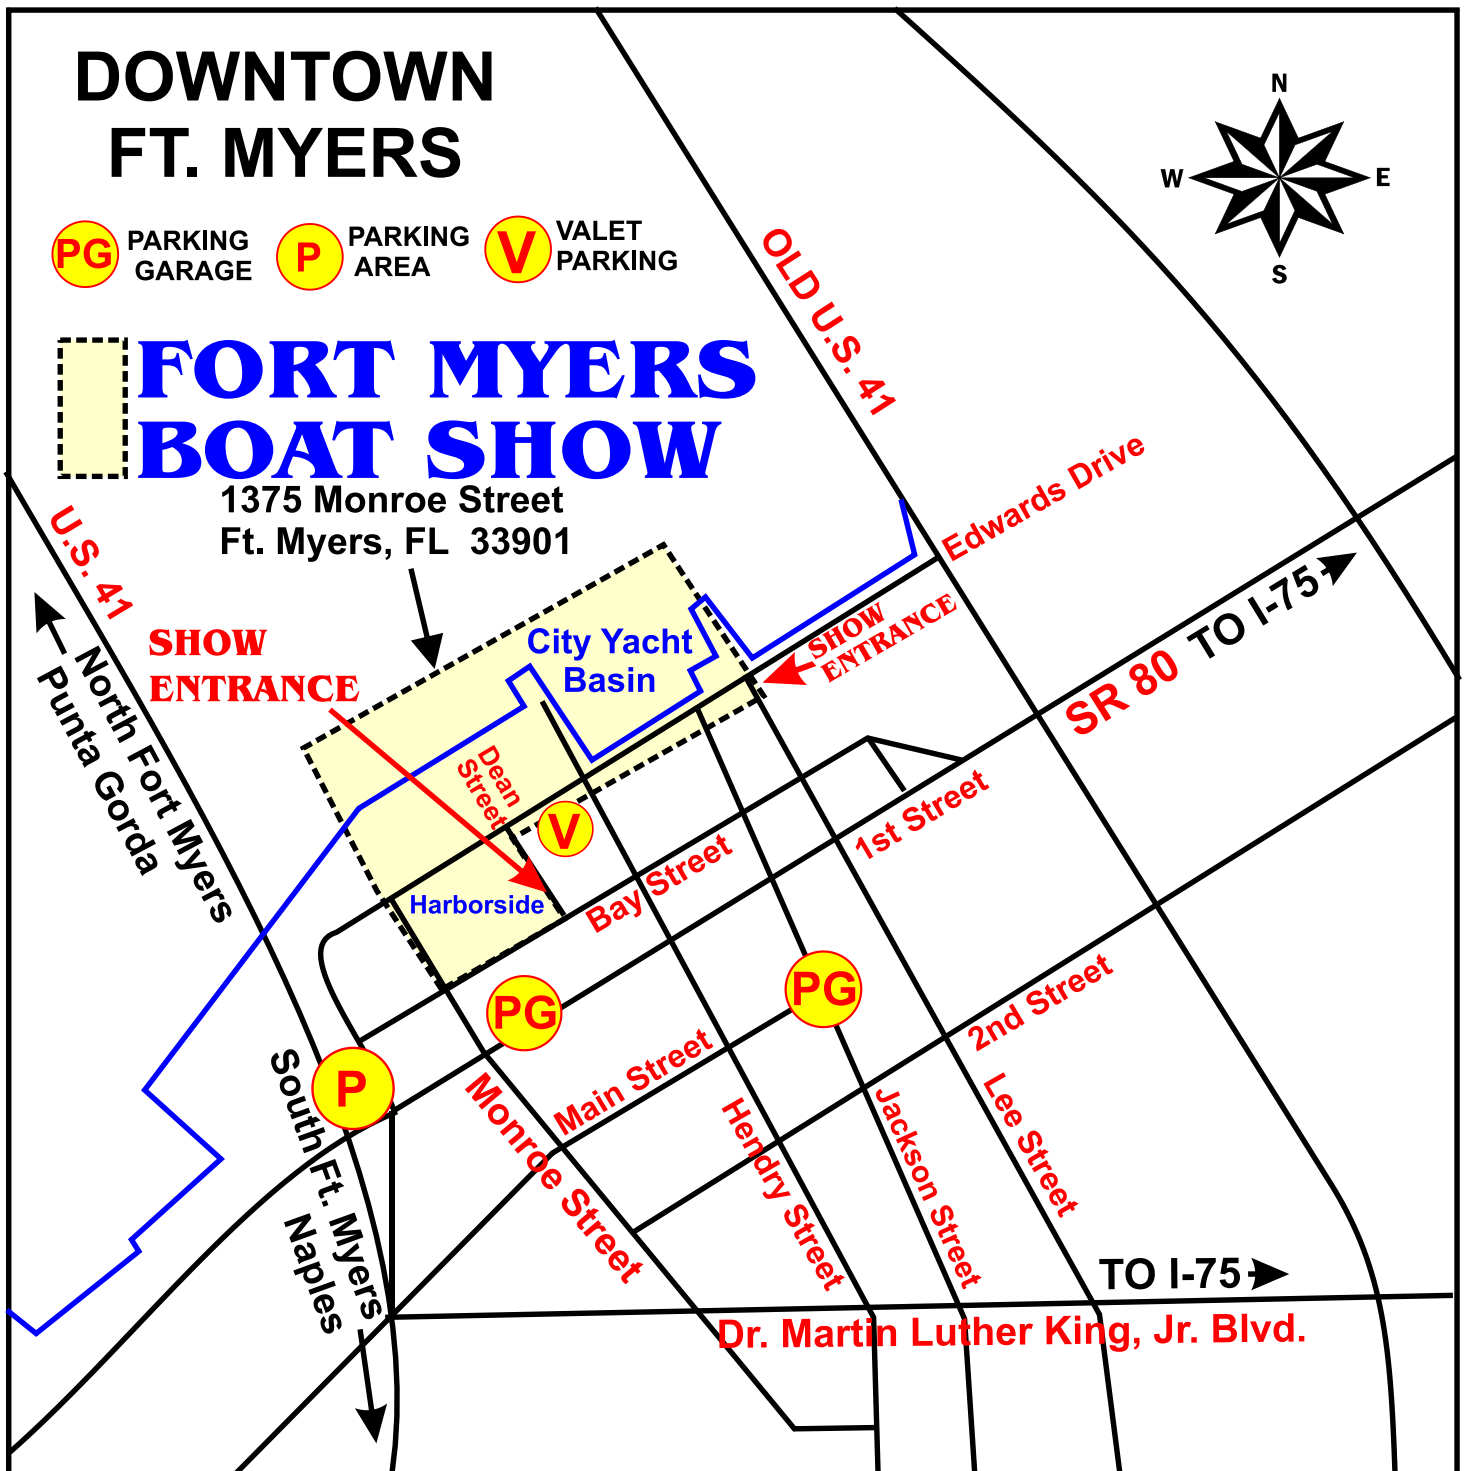 DOWNTOWN
FT. MYERS
N
W
E
S
PG
PARKING
GARAGE
P
PARKING
AREA
V
VALET
PARKING
FORT MYERS
BOAT SHOW
1375 Monroe Street
Ft. Myers, FL 33901
OLD U.S. 41
U.S. 41
Edwards Drive
SHOW
ENTRANCE
City Yacht
Basin
SHOW
ENTRANCE
SR 80
TO I-75
North Fort Myers
Punta Gorda
Dean
Street
V
Harborside
Bay Street
1st Street
PG
PG
P
2nd Street
Main Street
Monroe Street
Hendry Street
Jackson Street
Lee Street
South Ft. Myers
Naples
TO I-75
Dr. Martin Luther King, Jr. Blvd.